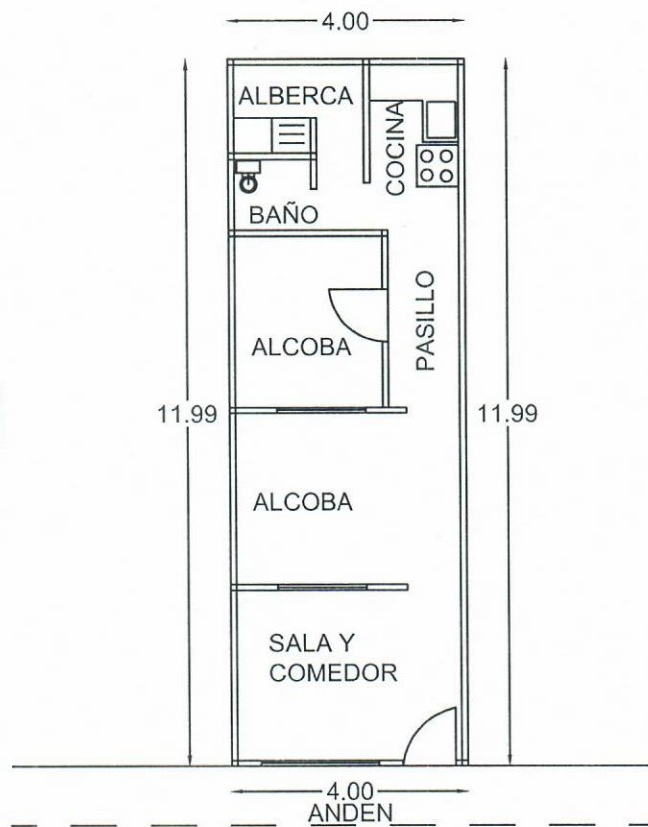 4.00
ALBERCA
COCINA
BAÑO
PASILLO
ALCOBA
11.99
11.99
ALCOBA
SALA Y
COMEDOR
4.00
ANDEN